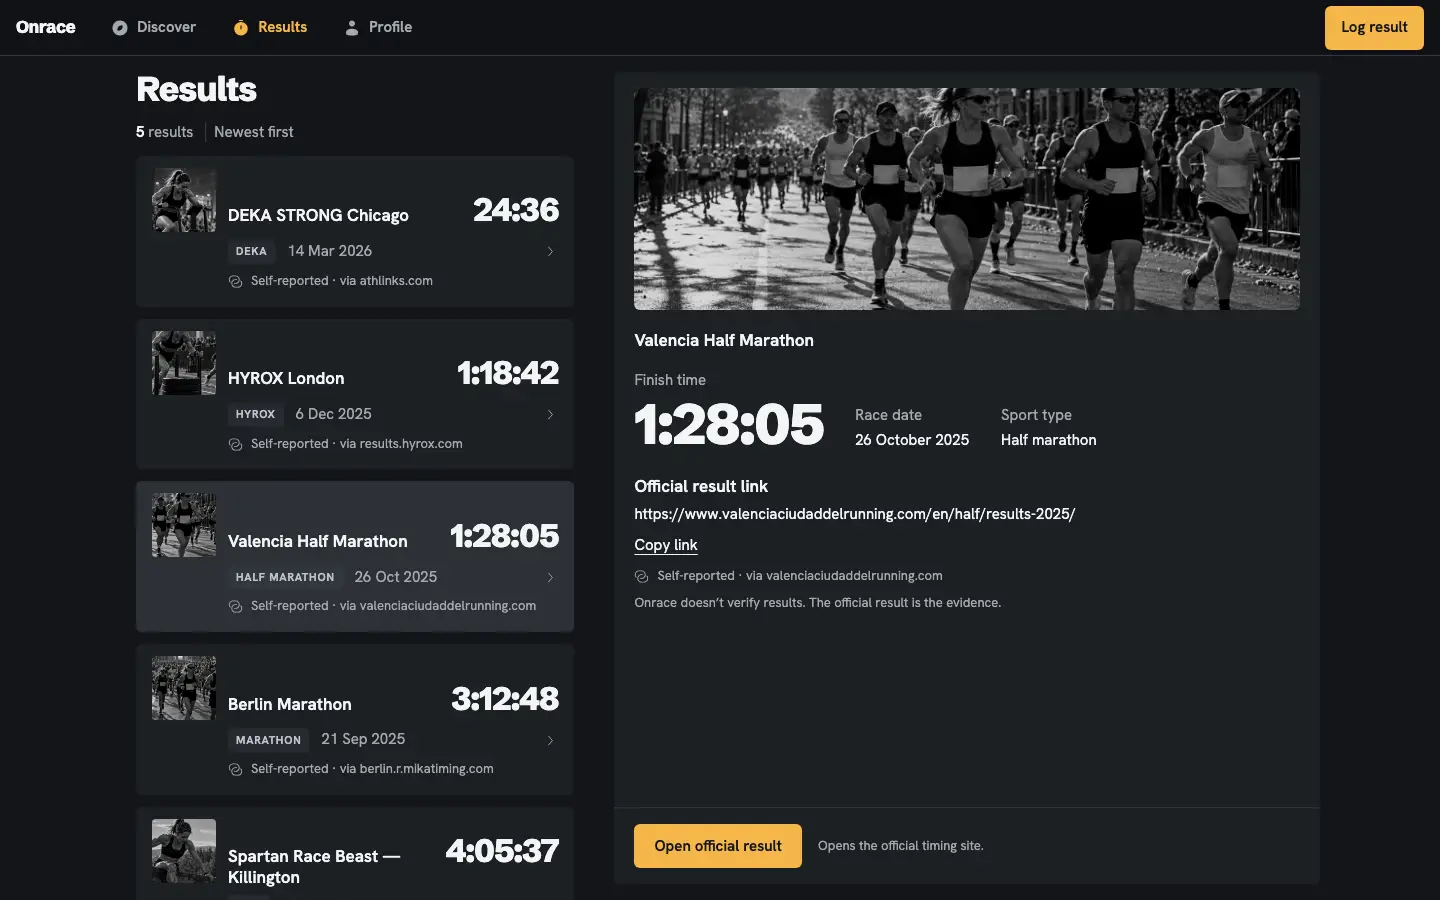 Onrace
Discover
Results
Profile
Log result
Results
5 results
Newest first
DEKA STRONG Chicago
24:36
DEKA
14 Mar 2026
Self-reported · via athlinks.com
HYROX London
1:18:42
HYROX
6 Dec 2025
Self-reported · via results.hyrox.com
Valencia Half Marathon
1:28:05
HALF MARATHON
26 Oct 2025
Self-reported · via valenciaciudaddelrunning.com
Berlin Marathon
3:12:48
MARATHON
21 Sep 2025
Self-reported · via berlin.r.mikatiming.com
Spartan Race Beast —
Killington
4:05:37
Valencia Half Marathon
Finish time
1:28:05
Race date
26 October 2025
Sport type
Half marathon
Official result link
https://www.valenciaciudaddelrunning.com/en/half/results-2025/
Copy link
Self-reported · via valenciaciudaddelrunning.com
Onrace doesn’t verify results. The official result is the evidence.
Open official result
Opens the official timing site.